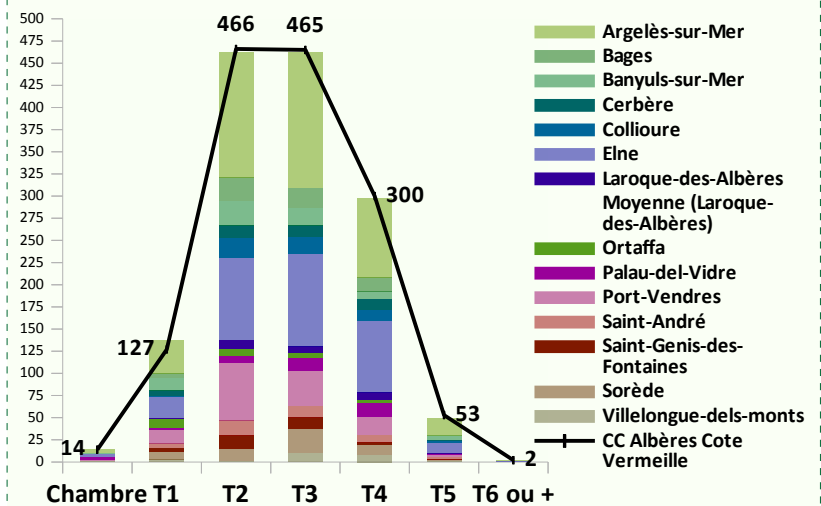 500
475
450
425
400
375
350
325
300
275
250
225
200
175
150
125
100
75
50
25
0
14
127
466
465
300
53
2
Chambre T1 T2 T3 T4 T5 T6 ou +
Argelès-sur-Mer
Bages
Banyuls-sur-Mer
Cerbère
Collioure
Elne
Laroque-des-Albères
Moyenne (Laroque-
des-Albères)
Ortaffa
Palau-del-Vidre
Port-Vendres
Saint-André
Saint-Genis-des-
Fontaines
Sorède
Villelongue-dels-monts
CC Albères Cote
Vermeille